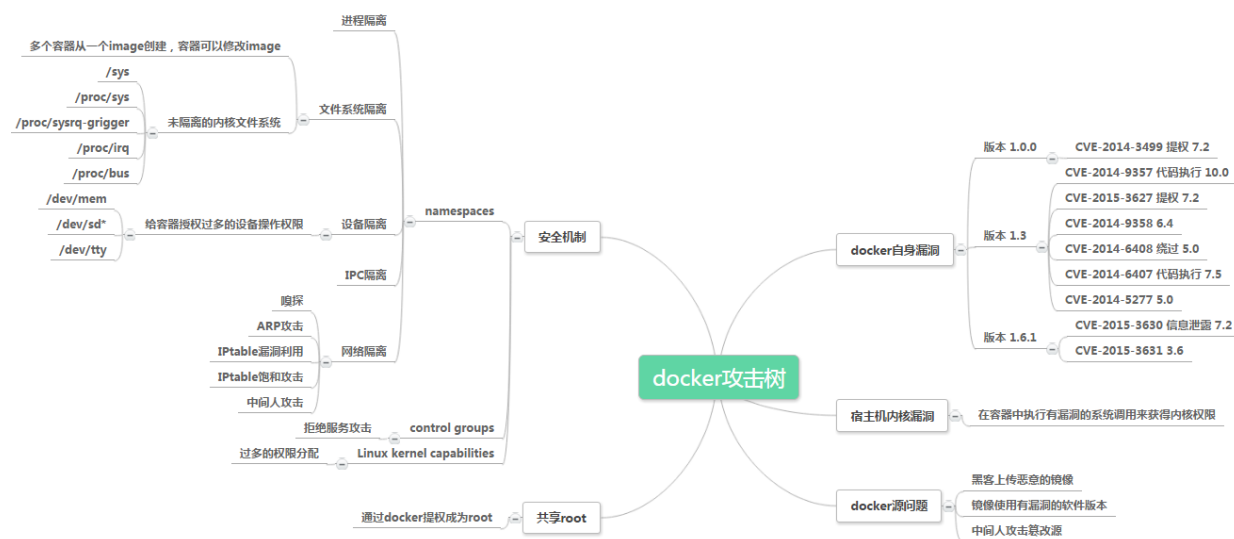 docker攻击树
安全机制
namespaces
进程隔离
文件系统隔离
多个容器从一个image创建，容器可以修改image
未隔离的内核文件系统
/sys
/proc/sys
/proc/sysrq-grigger
/proc/irq
/proc/bus
设备隔离
给容器授权过多的设备操作权限
/dev/mem
/dev/sd*
/dev/tty
IPC隔离
网络隔离
嗅探
ARP攻击
IPtable漏洞利用
IPtable饱和攻击
中间人攻击
control groups
拒绝服务攻击
Linux kernel capabilities
过多的权限分配
共享root
通过docker提权成为root
docker自身漏洞
版本 1.0.0
CVE-2014-3499 提权 7.2
版本 1.3
CVE-2014-9357 代码执行 10.0
CVE-2015-3627 提权 7.2
CVE-2014-9358 6.4
CVE-2014-6408 绕过 5.0
CVE-2014-6407 代码执行 7.5
CVE-2014-5277 5.0
版本 1.6.1
CVE-2015-3630 信息泄露 7.2
CVE-2015-3631 3.6
宿主机内核漏洞
在容器中执行有漏洞的系统调用来获得内核权限
docker源问题
黑客上传恶意的镜像
镜像使用有漏洞的软件版本
中间人攻击篡改源